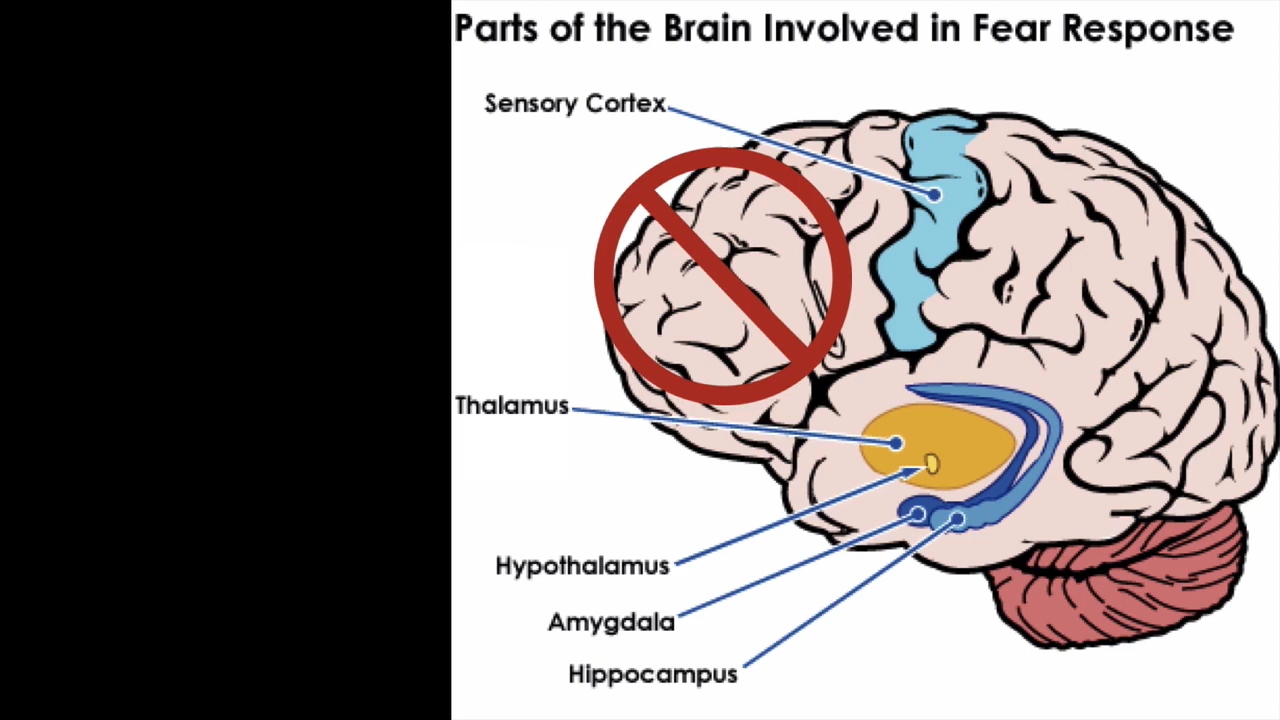 Parts of the Brain Involved in Fear Response
Sensory Cortex
Thalamus
Hypothalamus
Amygdala
Hippocampus